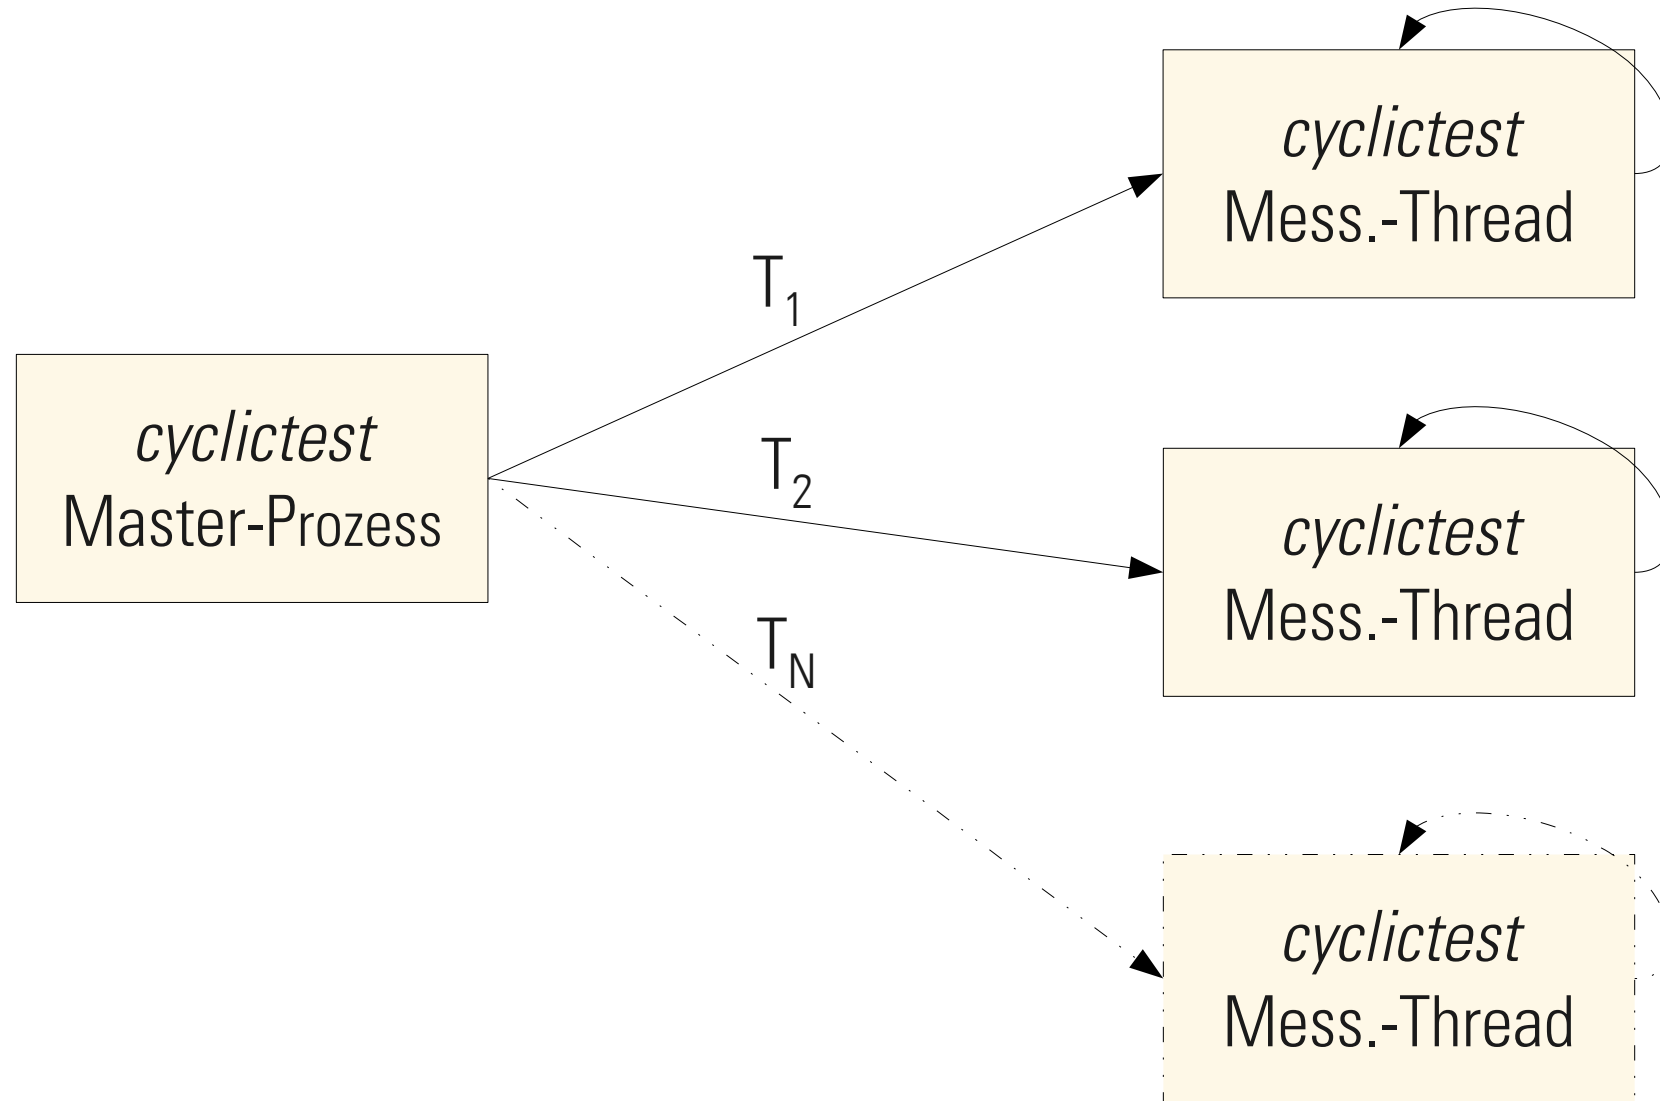 cyclictest
Mess.-Thread
T1
cyclictest
Master-Prozess
T2
cyclictest
Mess.-Thread
TN
cyclictest
Mess.-Thread